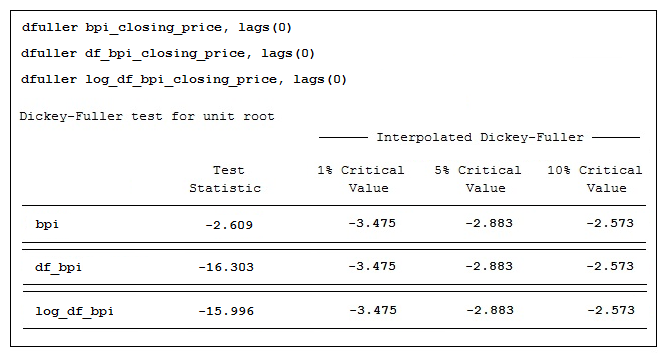 dfuller bpi_closing_price, lags(0)
dfuller df_bpi_closing_price, lags(0)
dfuller log_df_bpi_closing_price, lags(0)
Dickey-Fuller test for unit root
Interpolated Dickey-Fuller
Test 1% Critical 5% Critical 10% Critical
Statistic Value Value Value
bpi -2.609 -3.475 -2.883 -2.573
df_bpi -16.303 -3.475 -2.883 -2.573
log_df_bpi -15.996 -3.475 -2.883 -2.573